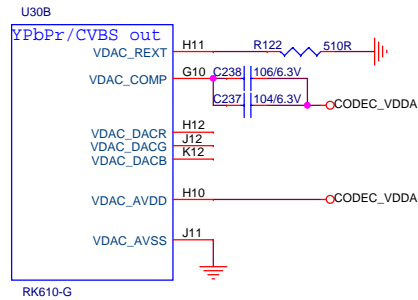 U30B
YPbPr/CVBS out
VDAC_REXT H11 R122 510R
VDAC_COMP G10 C238 106/6.3V
C237 104/6.3V
CODEC_VDDA
VDAC_DACR H12
VDAC_DACG J12
VDAC_DACB K12
VDAC_AVDD H10 CODEC_VDDA
VDAC_AVSS J11
RK610-G